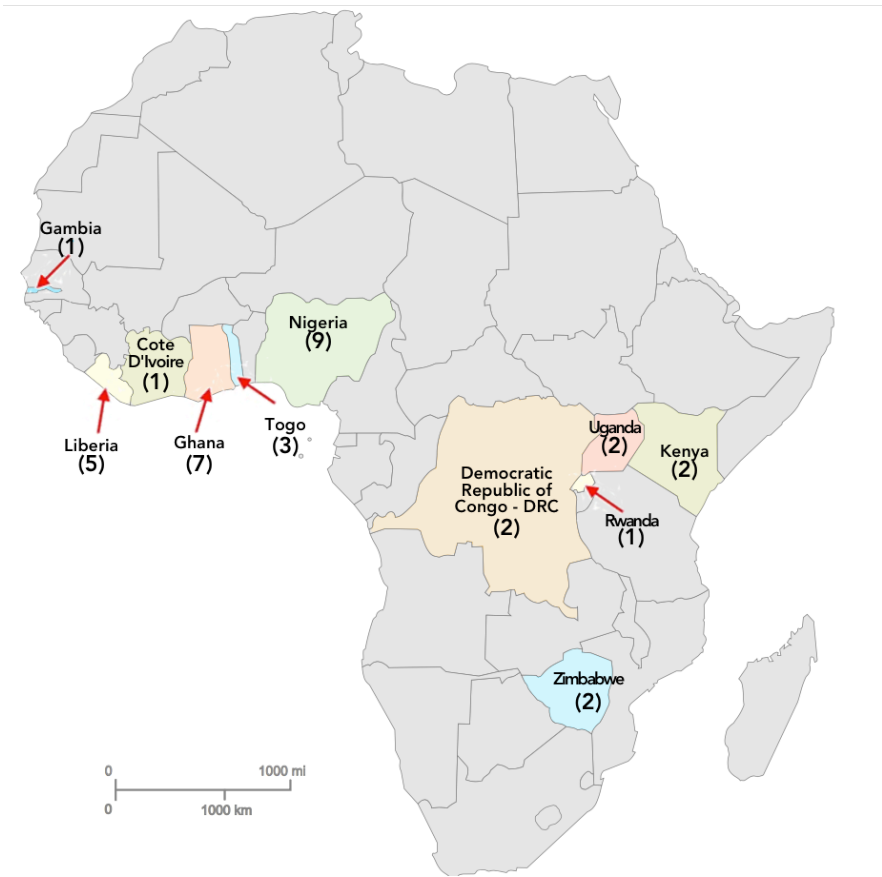 Gambia
(1)
Nigeria
(9)
Cote
D'Ivoire
(1)
Togo
(3)
Liberia
(5)
Ghana
(7)
Uganda
(2)
Kenya
(2)
Democratic
Republic of
Congo - DRC
(2)
Rwanda
(1)
Zimbabwe
(2)
0 1000 mi
0 1000 km